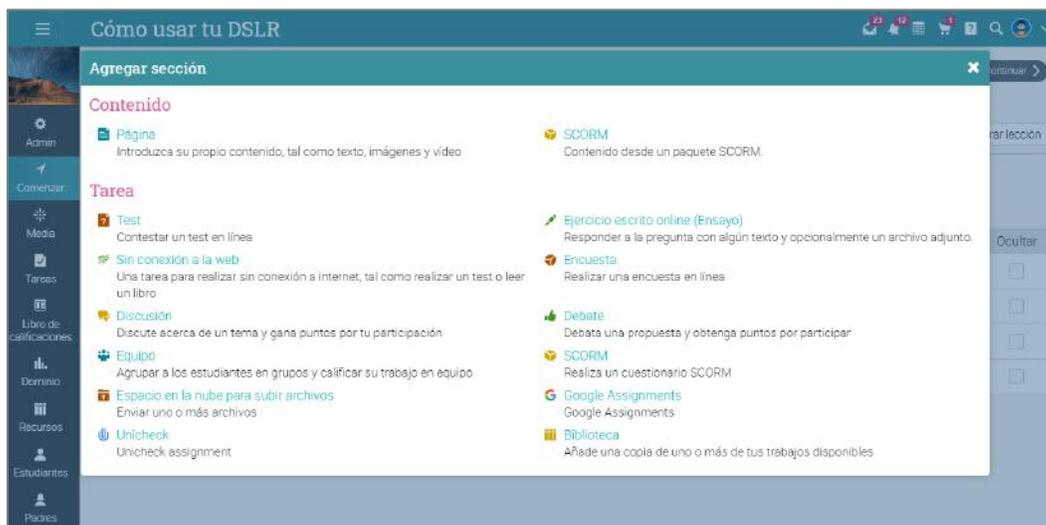 Cómo usar tu DSLR
23
12
1
Agregar sección
ontinuar
Contenido
Página
Introduzca su propio contenido, tal como texto, imágenes y vídeo
SCORM
Contenido desde un paquete SCORM.
Tarea
Test
Contestar un test en línea
Ejercicio escrito online (Ensayo)
Responder a la pregunta con algún texto y opcionalmente un archivo adjunto.
Sin conexión a la web
Una tarea para realizar sin conexión a internet, tal como realizar un test o leer
un libro
Encuesta
Realizar una encuesta en línea
Discusión
Discute acerca de un tema y gana puntos por tu participación
Debate
Debata una propuesta y obtenga puntos por participar
Equipo
Agrupar a los estudiantes en grupos y calificar su trabajo en equipo
SCORM
Realiza un cuestionario SCORM
Espacio en la nube para subir archivos
Enviar uno o más archivos
Google Assignments
Google Assignments
Unicheck
Unicheck assignment
Biblioteca
Añade una copia de uno o más de tus trabajos disponibles
Admin
Comenzar
Media
Tareas
Libro de
calificaciones
Dominio
Recursos
Estudiantes
Padres
rar lección
Ocultar